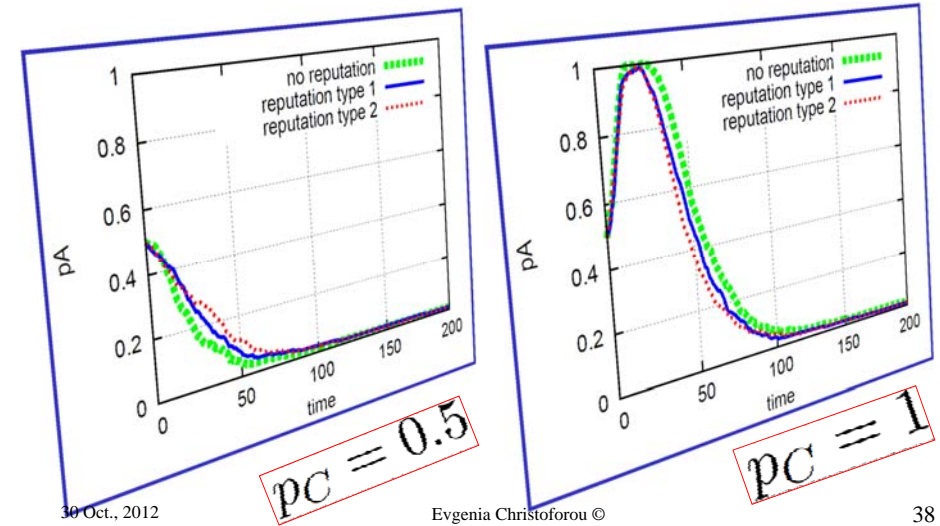 1
0.8
0.6
0.4
0.2
0
pA
no reputation
reputation type 1
reputation type 2
0
50
100
150
200
time
pC = 0.5
1
0.8
0.6
0.4
0.2
0
pA
no reputation
reputation type 1
reputation type 2
0
50
100
150
200
time
pC = 1
30 Oct., 2012
Evgenia Christoforou ©
38